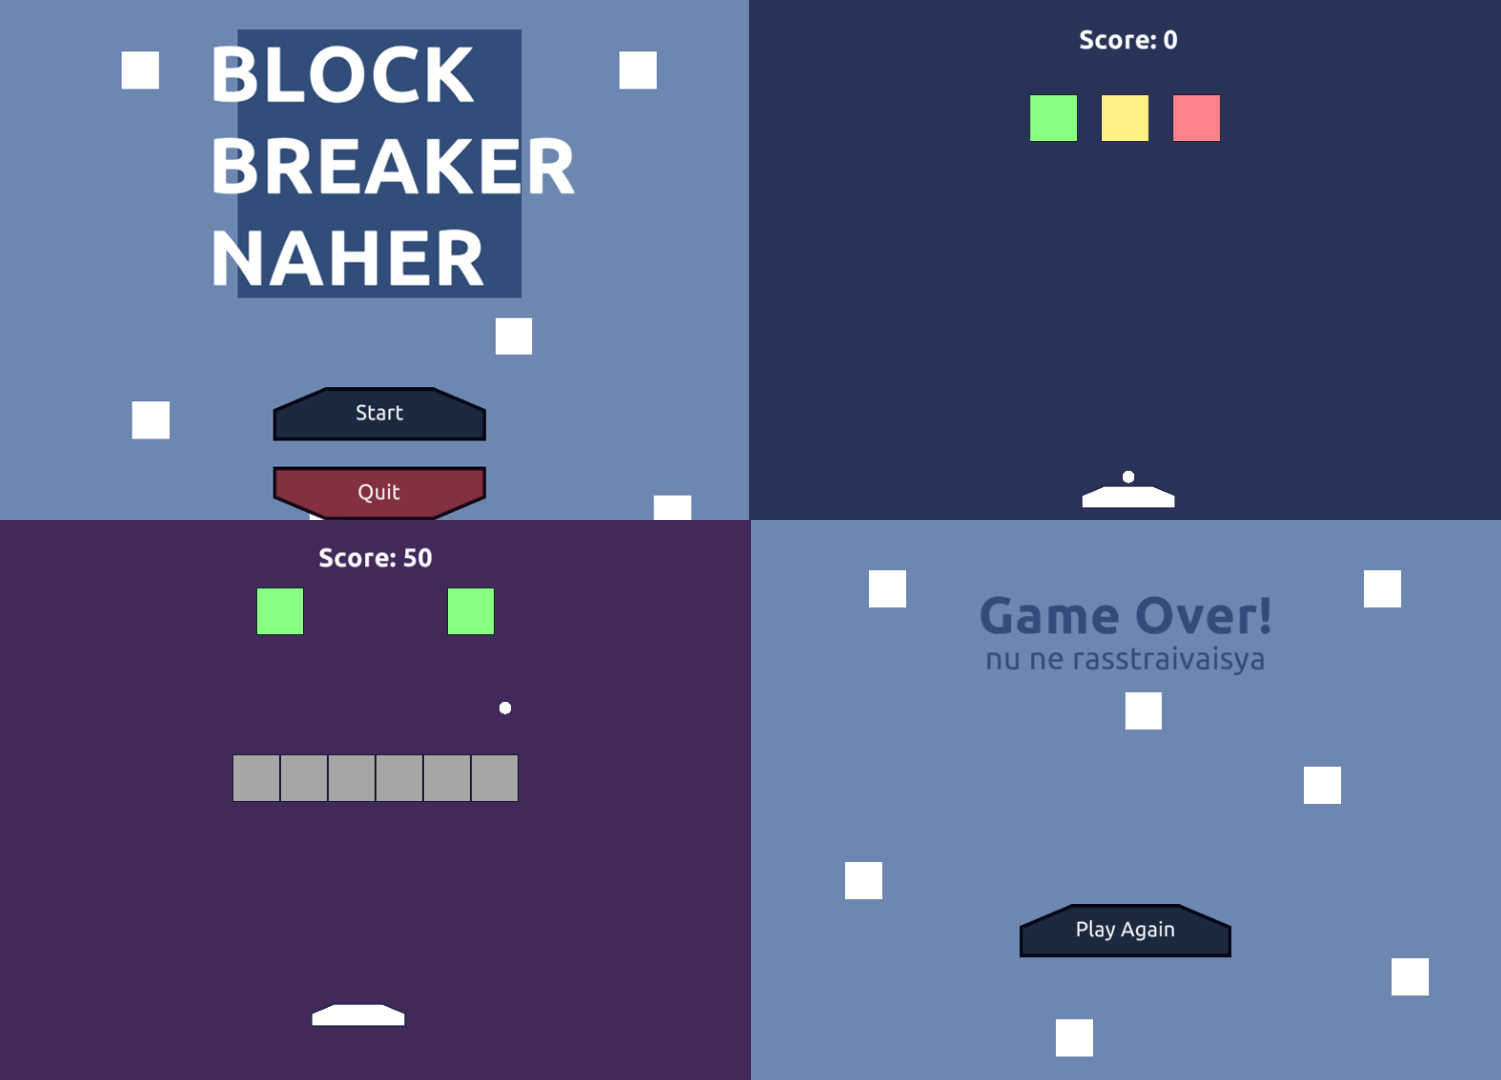 BLOCK
BREAKER
NAHER
Start
Quit
Score: 0
Score: 50
Game Over!
nu ne rasstraivaisya
Play Again